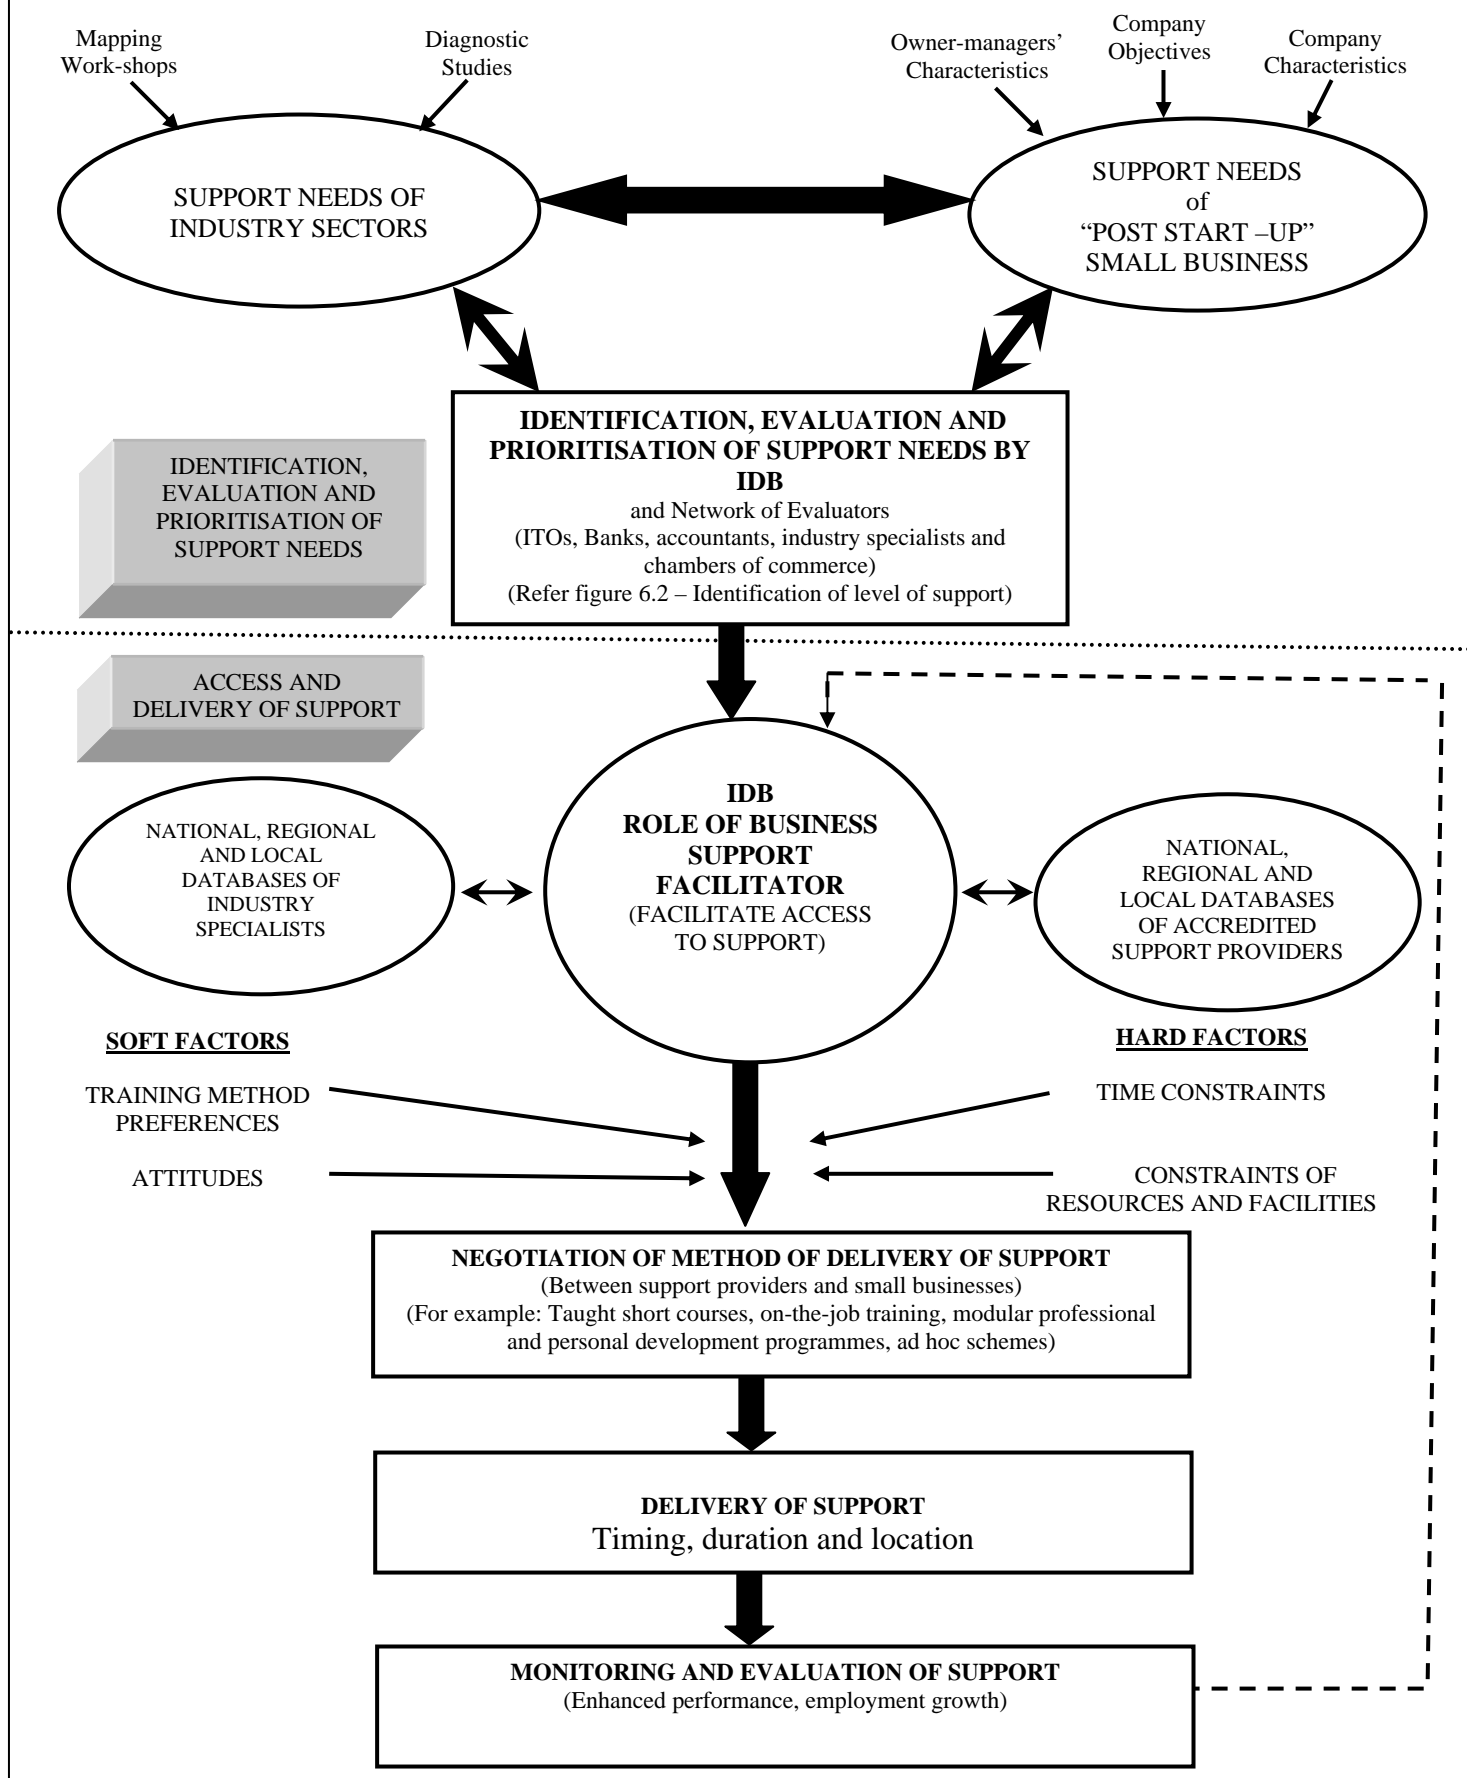 Mapping
Work-shops
Diagnostic
Studies
Owner-managers’
Characteristics
Company
Objectives
Company
Characteristics
SUPPORT NEEDS OF
INDUSTRY SECTORS
SUPPORT NEEDS
of
“POST START –UP”
SMALL BUSINESS
IDENTIFICATION,
EVALUATION AND
PRIORITISATION OF
SUPPORT NEEDS
IDENTIFICATION, EVALUATION AND
PRIORITISATION OF SUPPORT NEEDS BY
IDB
and Network of Evaluators
(ITOs, Banks, accountants, industry specialists and
chambers of commerce)
(Refer figure 6.2 – Identification of level of support)
ACCESS AND
DELIVERY OF SUPPORT
NATIONAL, REGIONAL
AND LOCAL
DATABASES OF
INDUSTRY
SPECIALISTS
IDB
ROLE OF BUSINESS
SUPPORT
FACILITATOR
(FACILITATE ACCESS
TO SUPPORT)
NATIONAL,
REGIONAL AND
LOCAL DATABASES
OF ACCREDITED
SUPPORT PROVIDERS
SOFT FACTORS
TRAINING METHOD
PREFERENCES
ATTITUDES
HARD FACTORS
TIME CONSTRAINTS
CONSTRAINTS OF
RESOURCES AND FACILITIES
NEGOTIATION OF METHOD OF DELIVERY OF SUPPORT
(Between support providers and small businesses)
(For example: Taught short courses, on-the-job training, modular professional
and personal development programmes, ad hoc schemes)
DELIVERY OF SUPPORT
Timing, duration and location
MONITORING AND EVALUATION OF SUPPORT
(Enhanced performance, employment growth)